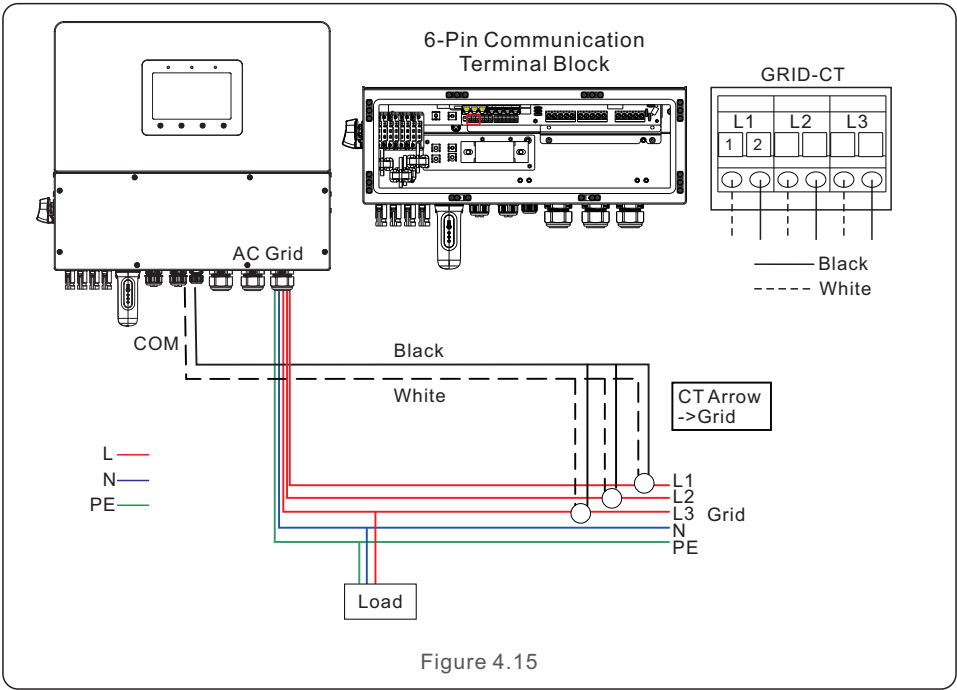 6-Pin Communication
Terminal Block
GRID-CT
L1 L2 L3
1 2
AC Grid
Black
White
COM
Black
White
CT Arrow
->Grid
L
N
PE
L1
L2
L3 Grid
N
PE
Load
Figure 4.15